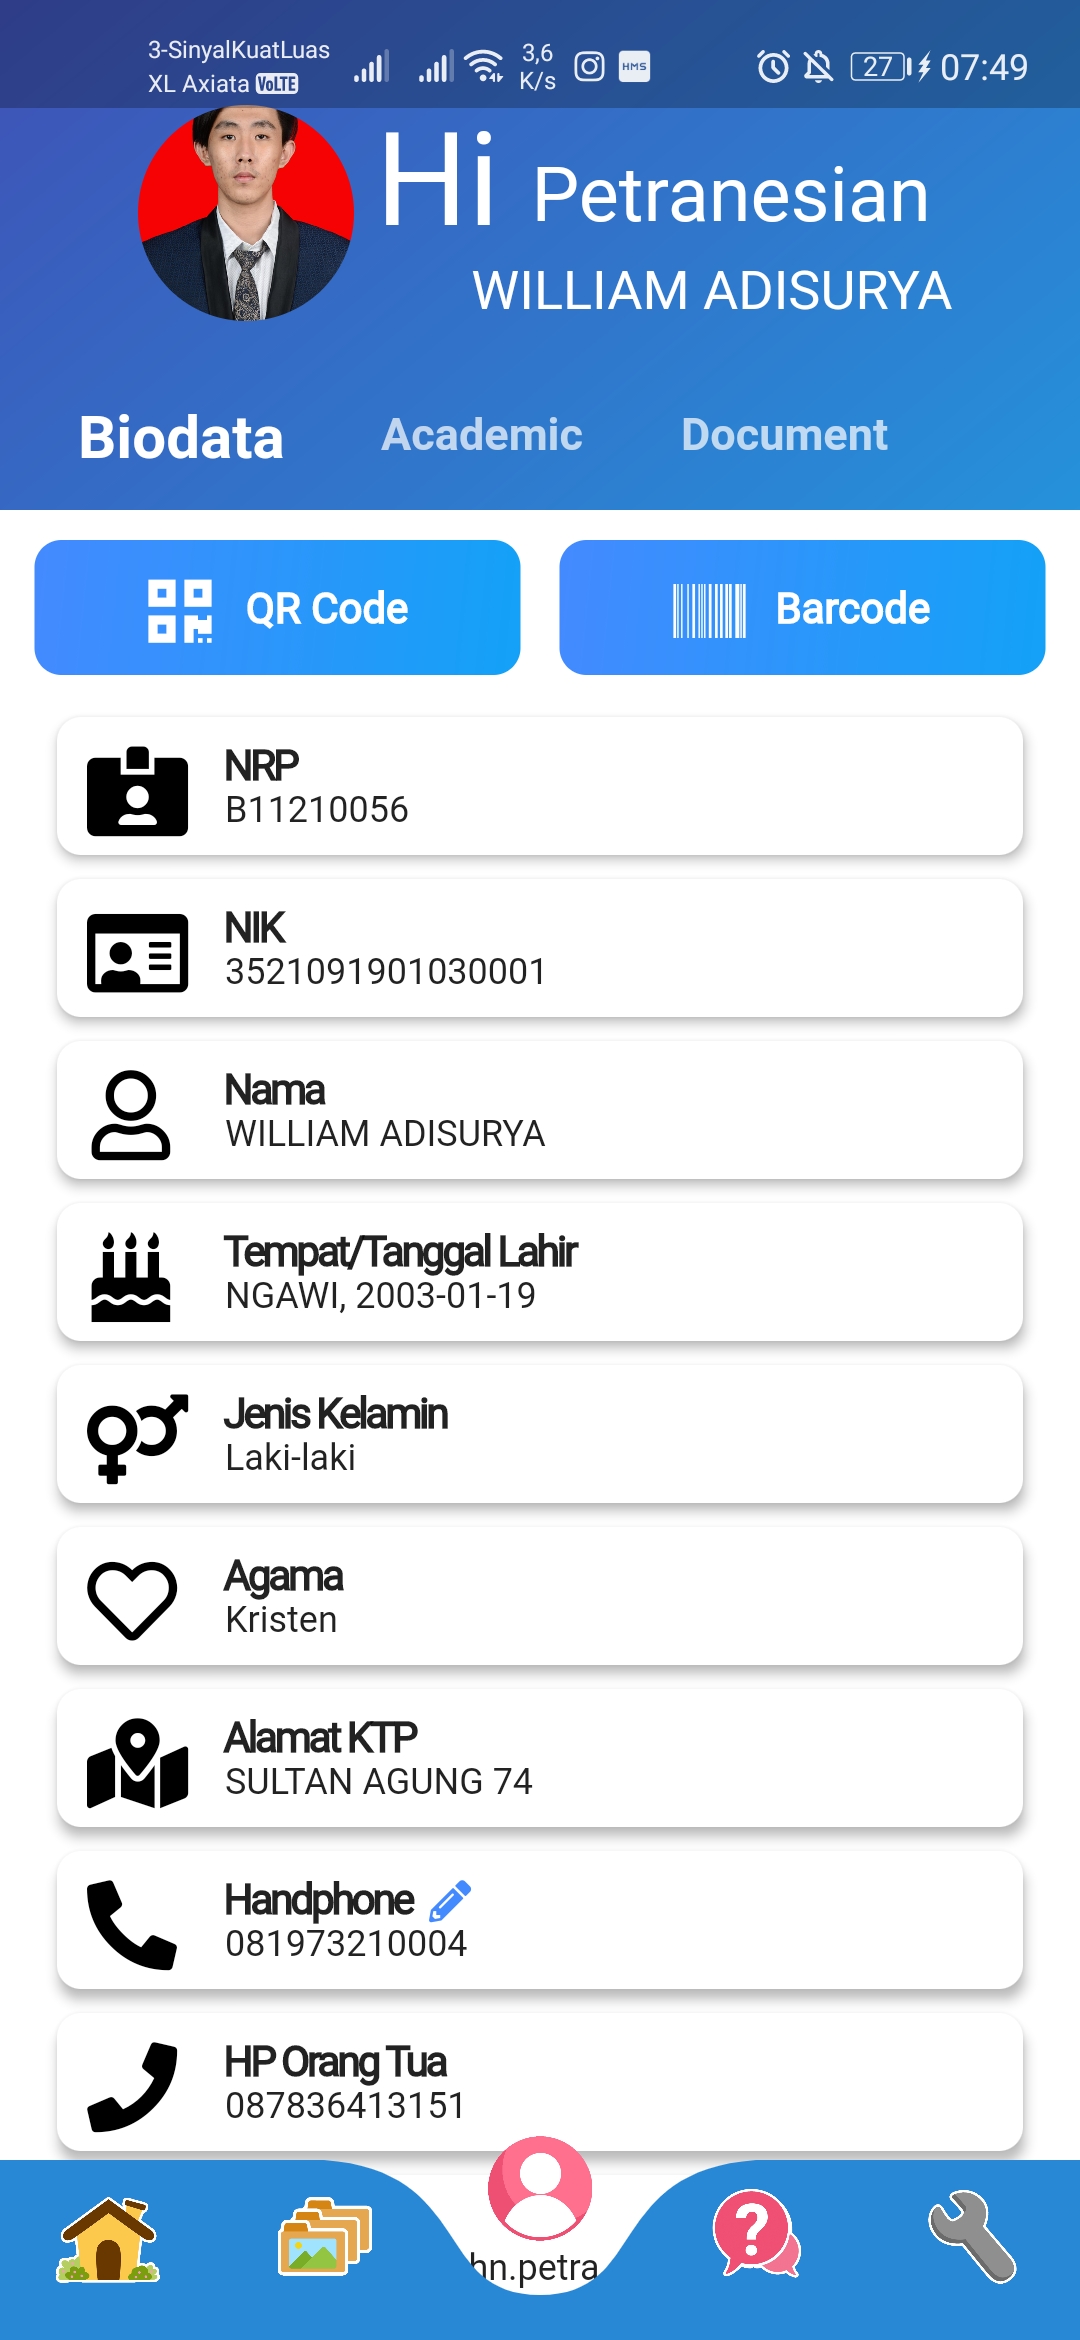 3-SinyalKuatLuas
XL Axiata VoLTE
3,6
K/s
HMS
27
07:49
Hi Petranesian
WILLIAM ADISURYA
Biodata Academic Document
QR Code Barcode
NRP
B11210056
NIK
3521091901030001
Nama
WILLIAM ADISURYA
Tempat/Tanggal Lahir
NGAWI, 2003-01-19
Jenis Kelamin
Laki-laki
Agama
Kristen
Alamat KTP
SULTAN AGUNG 74
Handphone
081973210004
HP Orang Tua
087836413151
hn.petra